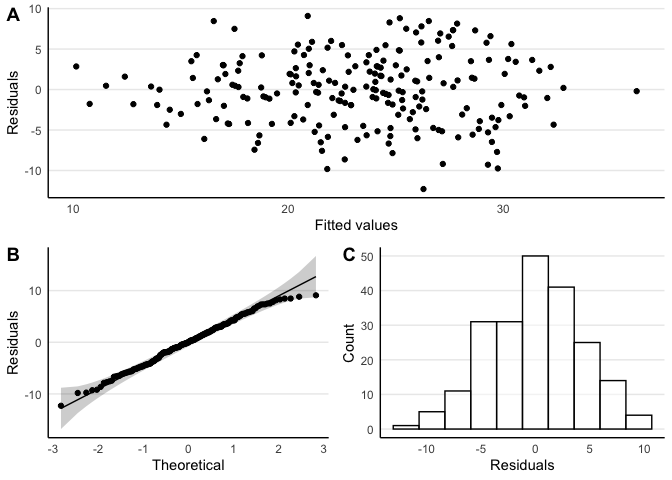 A
Residuals
10
5
0
-5
-10
10 20 30
Fitted values
B
Residuals
10
0
-10
-3 -2 -1 0 1 2 3
Theoretical
C
Count
50
40
30
20
10
0
-10 -5 0 5 10
Residuals